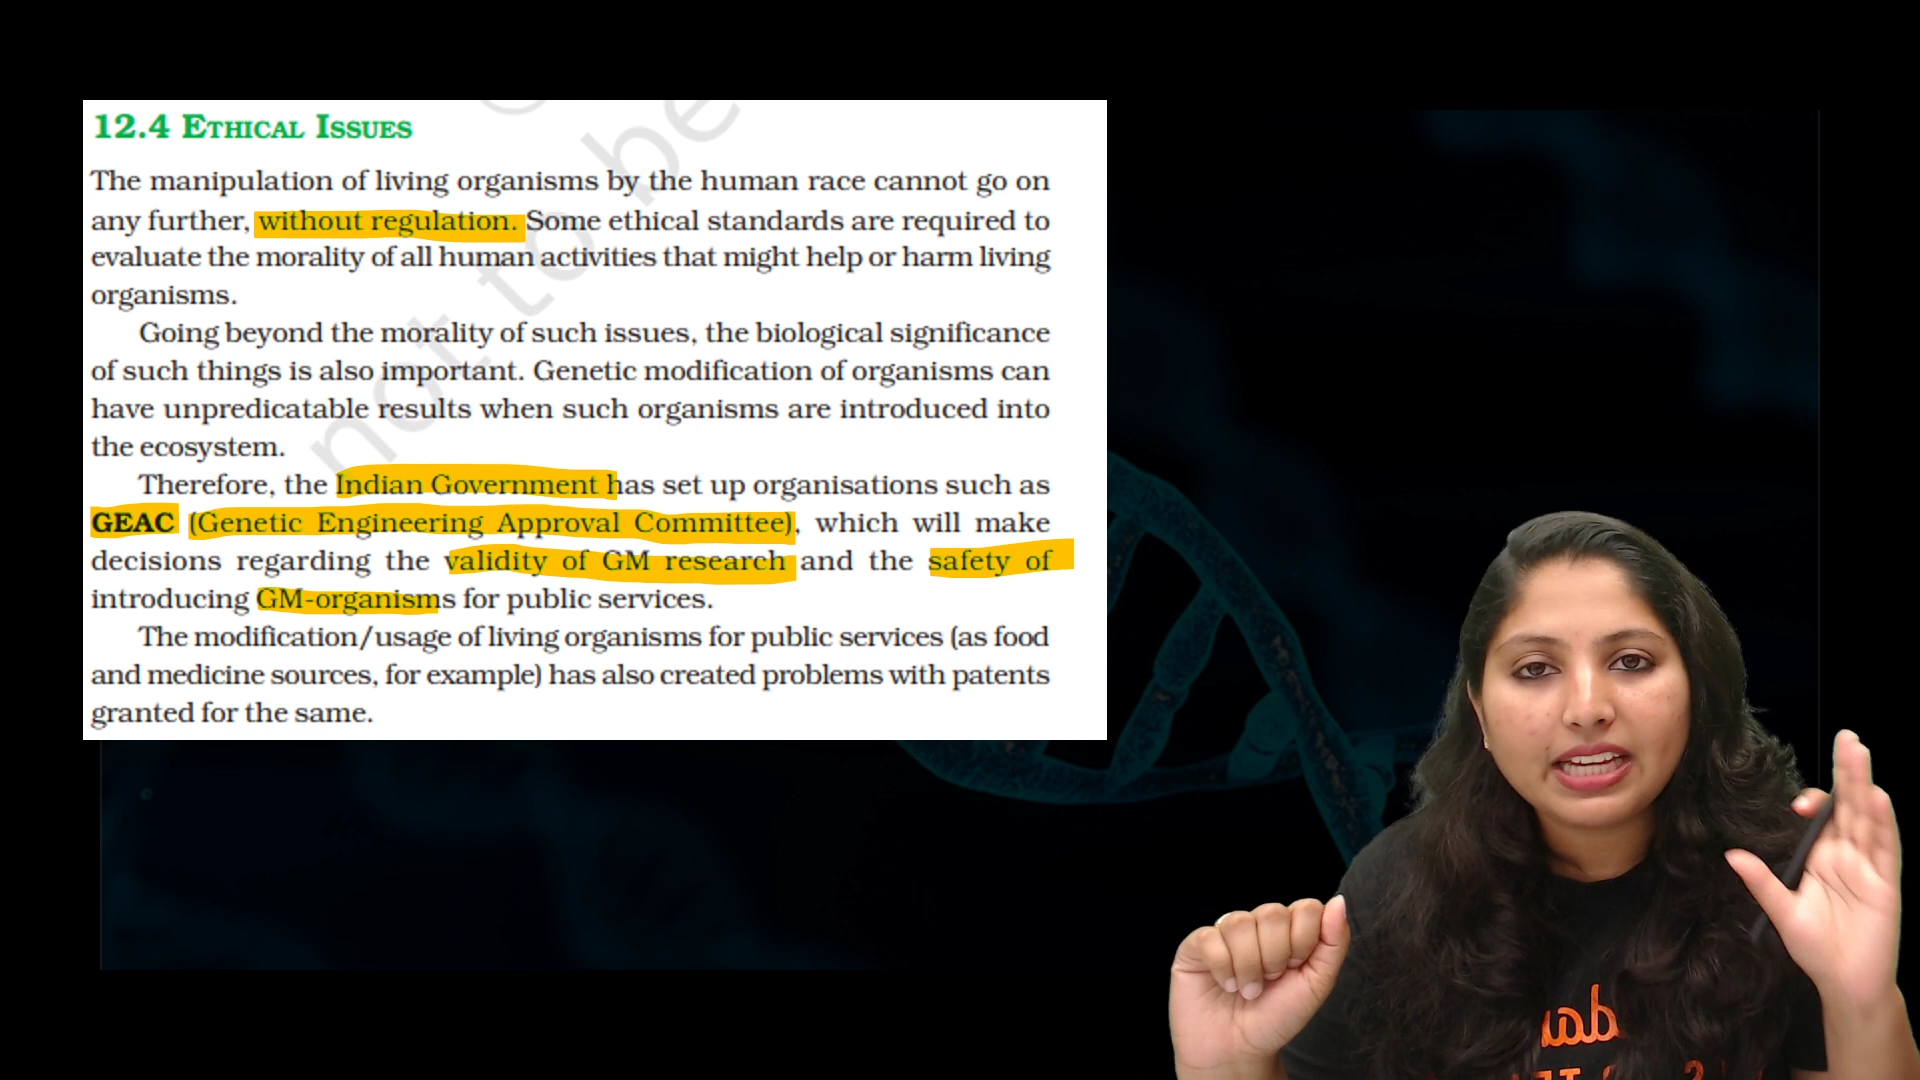 12.4 ETHICAL ISSUES
The manipulation of living organisms by the human race cannot go on
any further, without regulation. Some ethical standards are required to
evaluate the morality of all human activities that might help or harm living
organisms.
Going beyond the morality of such issues, the biological significance
of such things is also important. Genetic modification of organisms can
have unpredicatable results when such organisms are introduced into
the ecosystem.
Therefore, the Indian Government has set up organisations such as
GEAC (Genetic Engineering Approval Committee), which will make
decisions regarding the validity of GM research and the safety of
introducing GM-organisms for public services.
The modification/usage of living organisms for public services (as food
and medicine sources, for example) has also created problems with patents
granted for the same.
not to be